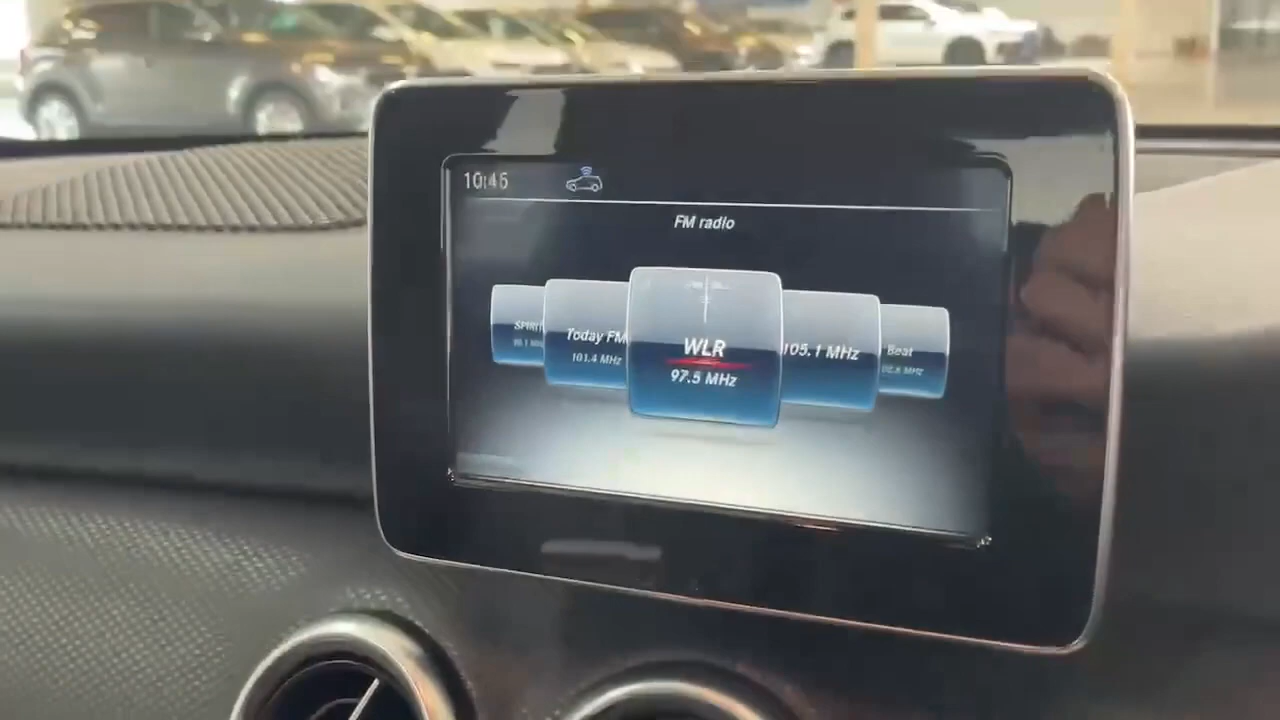 10:45
FM radio
Today FM
101.4 MHz
WLR
97.5 MHz
105.1 MHz
Beat